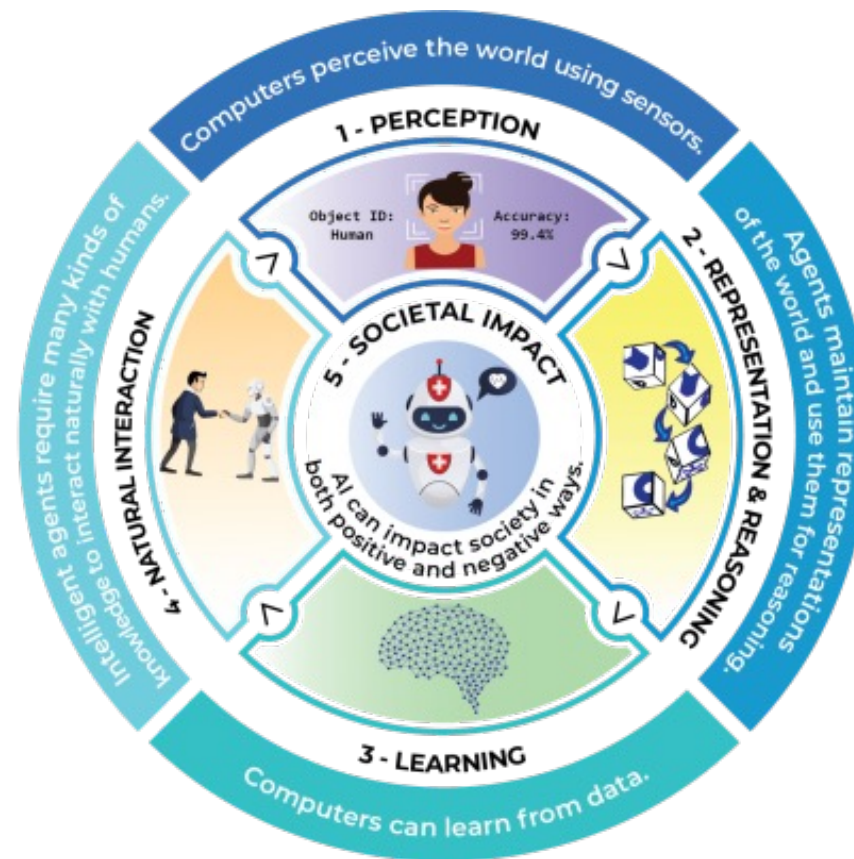 Computers perceive the world using sensors.
1 - PERCEPTION
Object ID:
Human
Accuracy:
99.4%
Agents maintain representations
of the world and use them for reasoning.
2 - REPRESENTATION & REASONING
3 - LEARNING
Computers can learn from data.
Intelligent agents require many kinds of
knowledge to interact naturally with humans.
4 - NATURAL INTERACTION
5 - SOCIETAL IMPACT
AI can impact society in
both positive and negative ways.